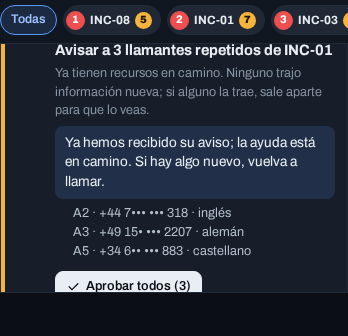 Todas 1 INC-08 5 2 INC-01 7 3 INC-03
Avisar a 3 llamantes repetidos de INC-01
Ya tienen recursos en camino. Ninguno trajo
información nueva; si alguno la trae, sale aparte
para que lo veas.
Ya hemos recibido su aviso; la ayuda está
en camino. Si hay algo nuevo, vuelva a
llamar.
A2 · +44 7•• ••• 318 · inglés
A3 · +49 15• ••• 2207 · alemán
A5 · +34 6•• ••• 883 · castellano
✓ Aprobar todos (3)